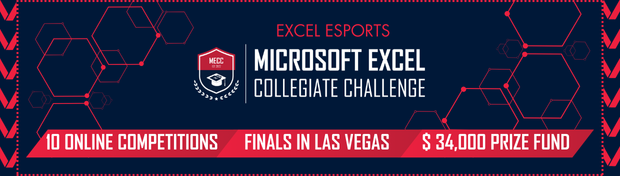 EXCEL ESPORTS
MECC
MICROSOFT EXCEL
COLLEGIATE CHALLENGE
10 ONLINE COMPETITIONS
FINALS IN LAS VEGAS
$ 34,000 PRIZE FUND